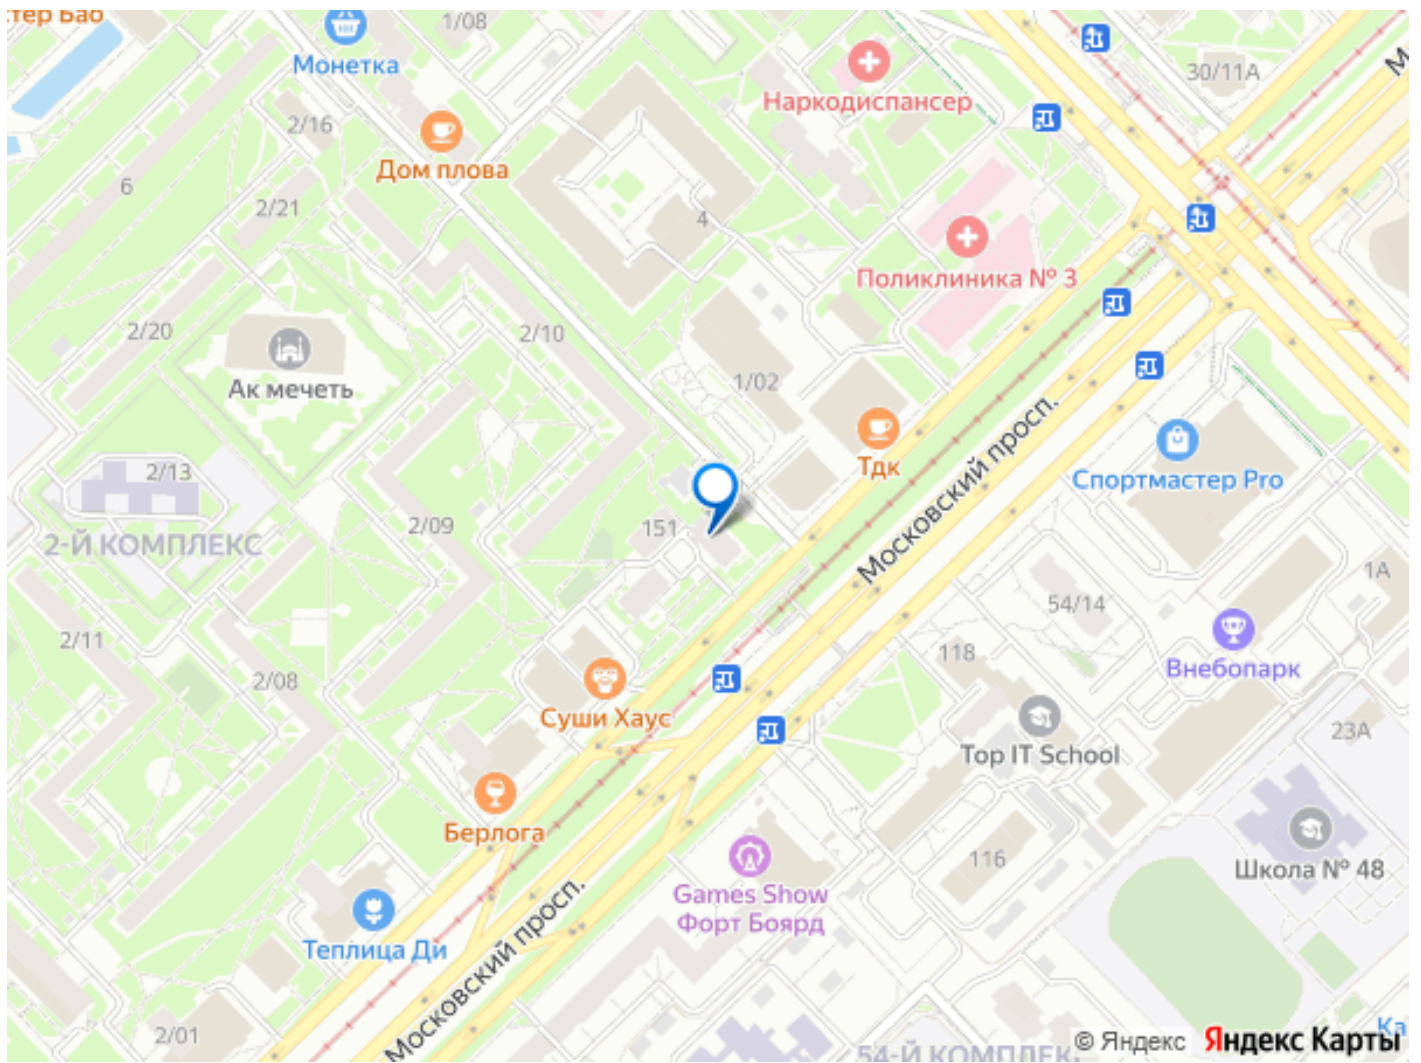 тер Бао
1/08
Монетка
2/16
Дом плова
6
2/21
4
Наркодиспансер
30/11А
М
Поликлиника № 3
2/20
2/10
Ак мечеть
1/02
Тдк
Московский просп.
Спортмастер Pro
2/13
2-Й КОМПЛЕКС
2/09
151
54/14
1А
2/11
2/08
118
Внебопарк
Суши Хаус
Top IT School
23А
Берлога
116
Школа № 48
Games Show
Форт Боярд
Теплица Ди
Московский просп.
2/01
54-Й КОМПЛЕК
© Яндекс
Яндекс Карты
Ка